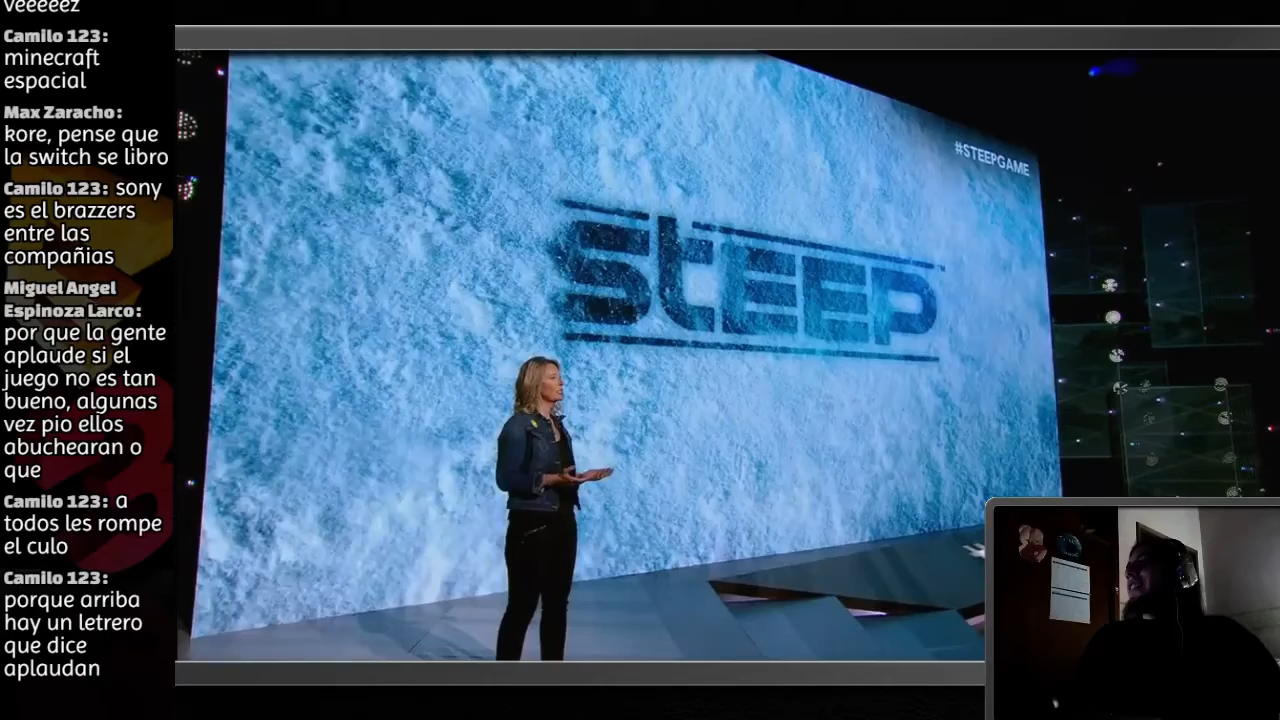 veeeeez
Camilo 123:
minecraft
espacial
Max Zaracho:
kore, pense que
la switch se libro
Camilo 123: sony
es el brazzers
entre las
compañias
Miguel Angel
Espinoza Larco:
por que la gente
aplaude si el
juego no es tan
bueno, algunas
vez pio ellos
abuchearan o
que
Camilo 123: a
todos les rompe
el culo
Camilo 123:
porque arriba
hay un letrero
que dice
aplaudan
#STEEPGAME
STEEP